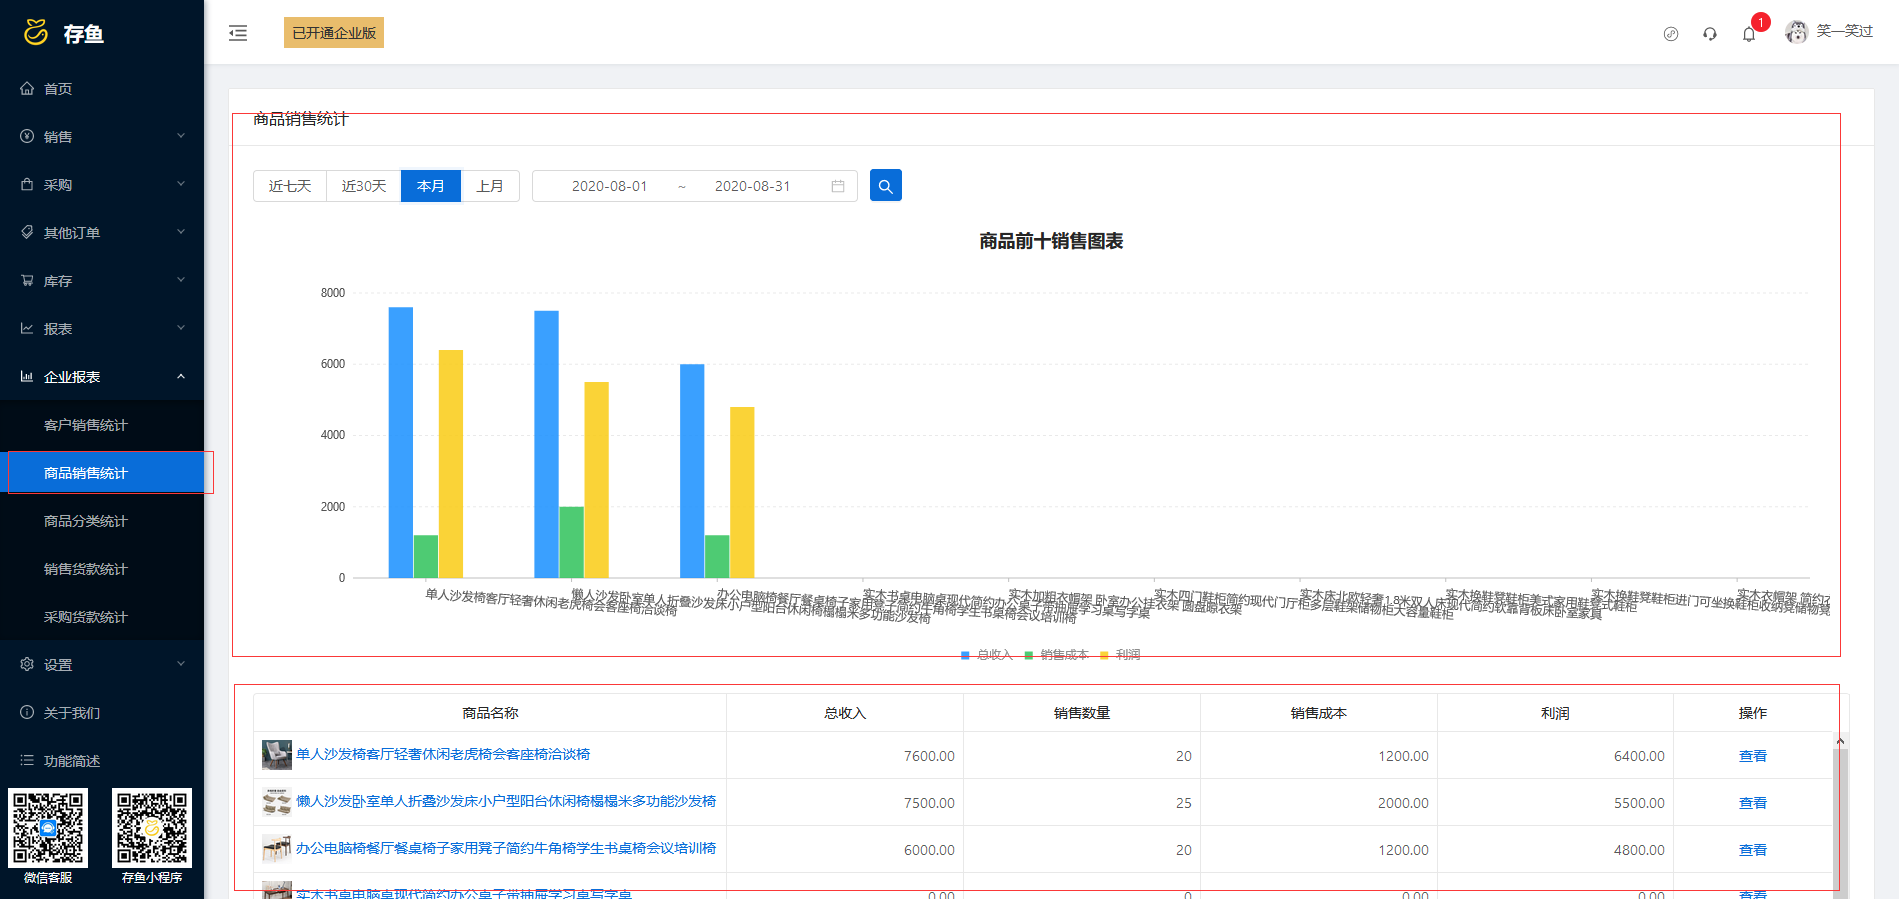 存鱼
已开通企业版
1
笑一笑过
首页
销售
采购
其他订单
库存
报表
企业报表
客户销售统计
商品销售统计
商品分类统计
销售货款统计
采购货款统计
设置
关于我们
功能简述
微信客服
存鱼小程序
商品销售统计
近七天 近30天 本月 上月 2020-08-01 ~ 2020-08-31
商品前十销售图表
8000
6000
4000
2000
0
单人沙发椅客厅轻奢休闲老虎椅会客座椅洽谈椅
懒人沙发卧室单人折叠沙发床小户型阳台休闲椅榻榻米多功能沙发椅
办公电脑椅餐厅餐桌椅子家用凳子简约牛角椅学生书桌椅会议培训椅
实木书桌电脑桌现代简约办公桌子带抽屉学习桌写字桌
实木加粗衣帽架 卧室办公挂衣架 圆盘晾衣架
实木四门鞋柜简约现代门厅柜多层鞋架储物柜大容量鞋柜
实木床北欧轻奢1.8米双人床现代简约软靠背板床卧室家具
实木换鞋凳鞋柜美式家用鞋凳式鞋柜
实木换鞋凳鞋柜进门可坐换鞋柜收纳凳储物凳
实木衣帽架 简约
总收入 销售成本 利润
商品名称 总收入 销售数量 销售成本 利润 操作
单人沙发椅客厅轻奢休闲老虎椅会客座椅洽谈椅 7600.00 20 1200.00 6400.00 查看
懒人沙发卧室单人折叠沙发床小户型阳台休闲椅榻榻米多功能沙发椅 7500.00 25 2000.00 5500.00 查看
办公电脑椅餐厅餐桌椅子家用凳子简约牛角椅学生书桌椅会议培训椅 6000.00 20 1200.00 4800.00 查看
实木书桌电脑桌现代简约办公桌子带抽屉学习桌写字桌 0.00 0 0.00 0.00 查看